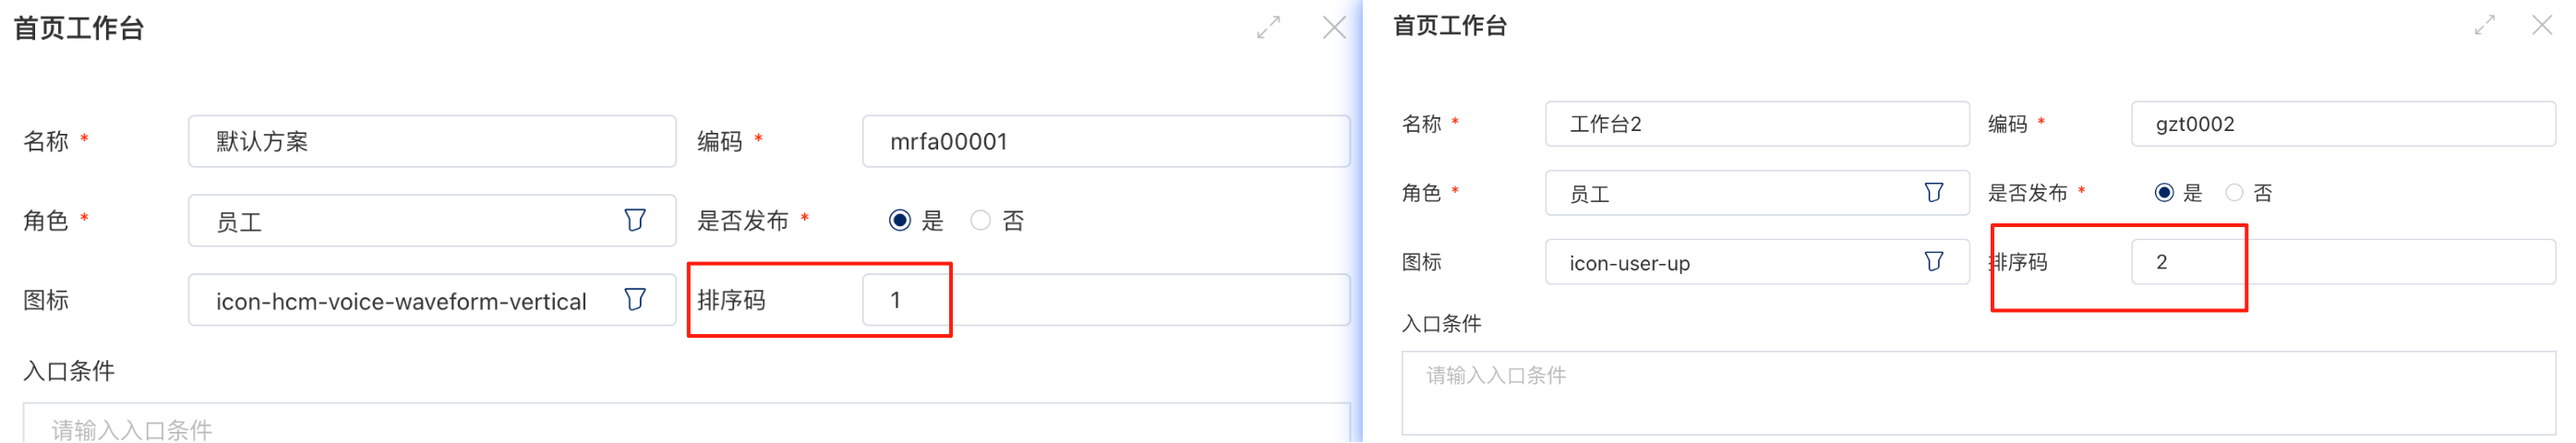 首页工作台
名称 * 默认方案 编码 * mrfa00001
角色 * 员工 是否发布 * 是 否
图标 icon-hcm-voice-waveform-vertical 排序码 1
入口条件
请输入入口条件
首页工作台
名称 * 工作台2 编码 * gzt0002
角色 * 员工 是否发布 * 是 否
图标 icon-user-up 排序码 2
入口条件
请输入入口条件